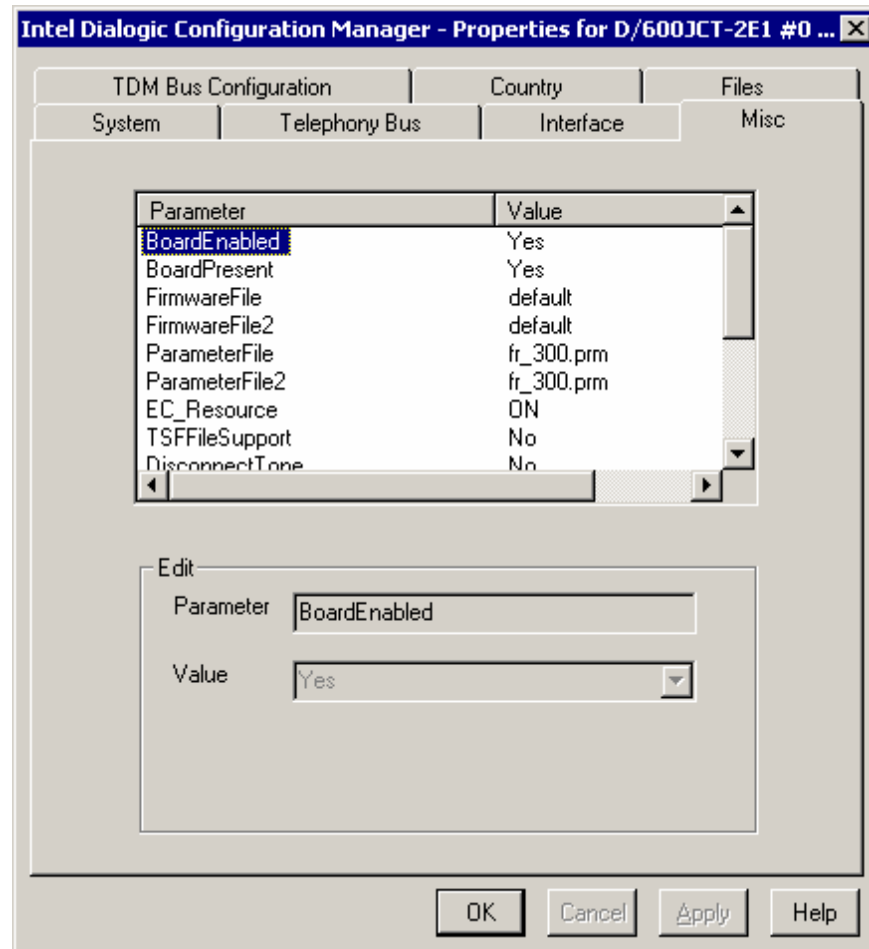 Intel Dialogic Configuration Manager - Properties for D/600JCT-2E1 #0 ...
TDM Bus Configuration Country Files
System Telephony Bus Interface Misc
Parameter Value
BoardEnabled Yes
BoardPresent Yes
FirmwareFile default
FirmwareFile2 default
ParameterFile fr_300.prm
ParameterFile2 fr_300.prm
EC_Resource ON
TSFFileSupport No
DisconnectTone No
Edit
Parameter BoardEnabled
Value Yes
OK Cancel Apply Help